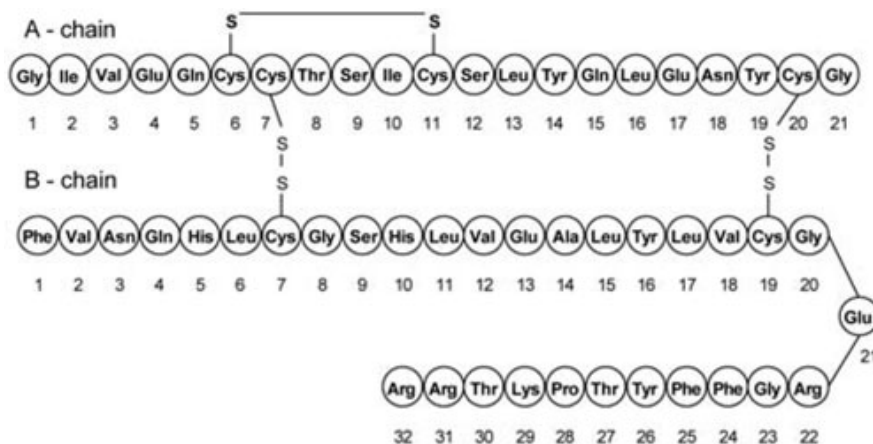 S S
A - chain
Gly Ile Val Glu Gln Cys Cys Thr Ser Ile Cys Ser Leu Tyr Gln Leu Glu Asn Tyr Cys Gly
1 2 3 4 5 6 7 8 9 10 11 12 13 14 15 16 17 18 19 20 21
S S
B - chain
S S
Phe Val Asn Gln His Leu Cys Gly Ser His Leu Val Glu Ala Leu Tyr Leu Val Cys Gly
1 2 3 4 5 6 7 8 9 10 11 12 13 14 15 16 17 18 19 20
Glu
21
Arg Arg Thr Lys Pro Thr Tyr Phe Phe Gly Arg
32 31 30 29 28 27 26 25 24 23 22